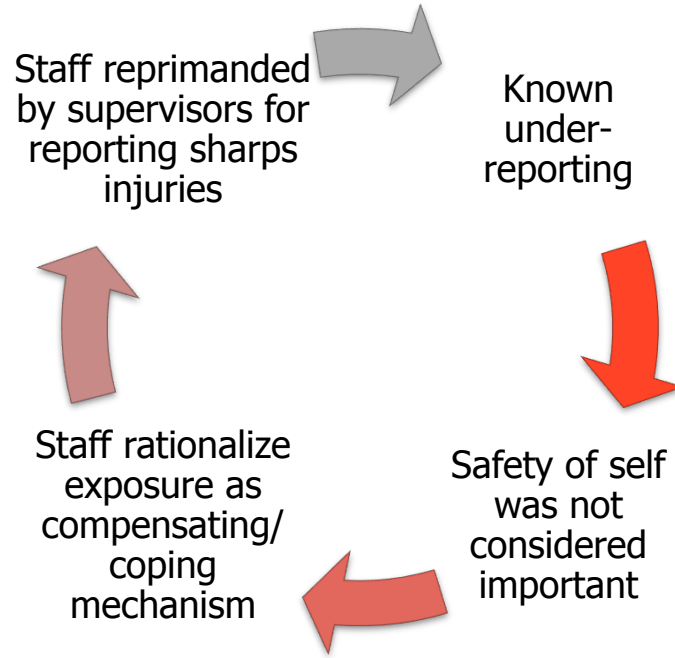 Staff reprimanded
by supervisors for
reporting sharps
injuries
Known
under-
reporting
Safety of self
was not
considered
important
Staff rationalize
exposure as
compensating/
coping
mechanism